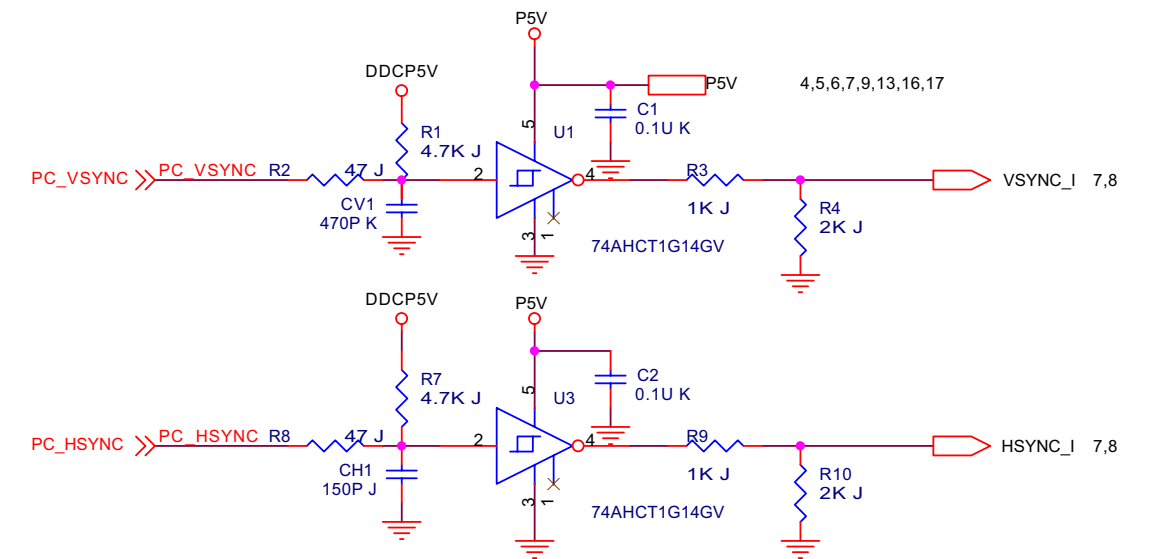 P5V
DDCP5V
P5V
4,5,6,7,9,13,16,17
C1
0.1U K
R1
4.7K J
5
U1
PC_VSYNC
PC_VSYNC
R2
47 J
2
4
R3
1K J
VSYNC_I
7,8
CV1
470P K
3
1
R4
2K J
74AHCT1G14GV
DDCP5V
P5V
R7
4.7K J
5
U3
C2
0.1U K
PC_HSYNC
PC_HSYNC
R8
47 J
2
4
R9
1K J
HSYNC_I
7,8
CH1
150P J
3
1
R10
2K J
74AHCT1G14GV